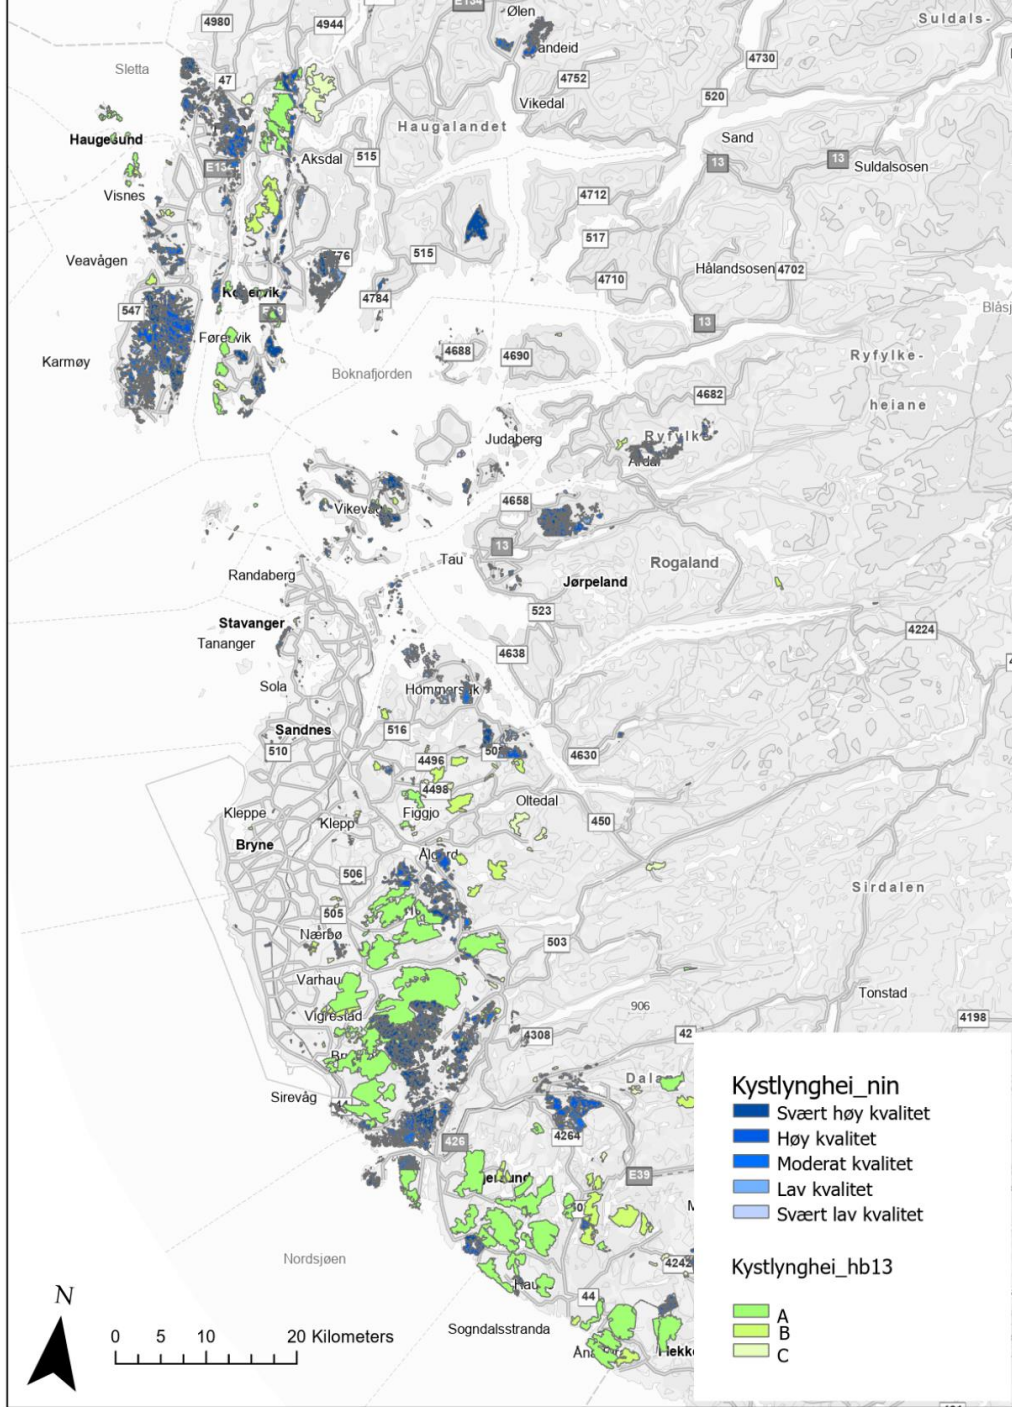 E134
Ølen
4980
4944
Suldals-
4730
Sletta
47
4752
Vikedal
520
Haugalandet
Haugesund
Sand
Aksdal
515
13
13
Suldalsosen
Visnes
4712
517
Veavågen
515
Hålandsosen
4702
4710
4784
547
13
Karmøy
4688
4690
Ryfylke-
Boknafjorden
4682
heiane
Judaberg
4658
Tau
13
Rogaland
Randaberg
Jørpeland
523
Stavanger
4224
Tananger
4638
Sola
Sandnes
516
510
4630
4496
4498
Oltedal
Kleppe
Figgjo
450
Klepp
Bryne
506
Sirdalen
505
Nærbø
503
Varhau
Tonstad
906
Vigrestad
4198
4308
42
Sirevåg
44
4264
426
E39
Nordsjøen
4242
44
Sogndalsstranda
Kystlynghei_nin
Svært høy kvalitet
Høy kvalitet
Moderat kvalitet
Lav kvalitet
Svært lav kvalitet
Kystlynghei_hb13
A
B
C
N
0 5 10 20 Kilometers